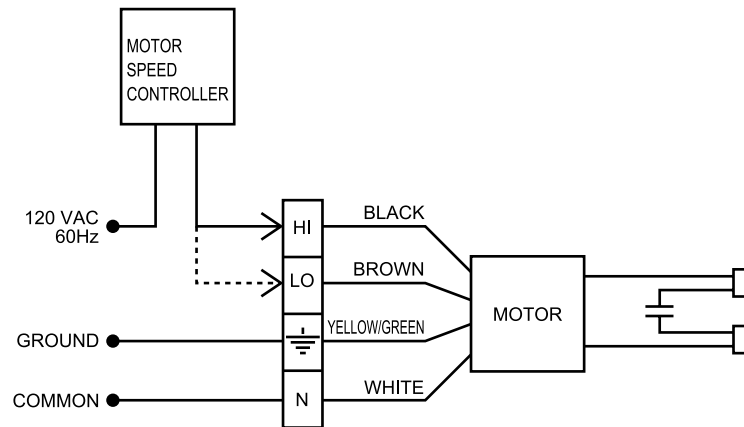 MOTOR
SPEED
CONTROLLER
120 VAC
60Hz
HI
BLACK
LO
BROWN
MOTOR
GROUND
YELLOW/GREEN
COMMON
N
WHITE